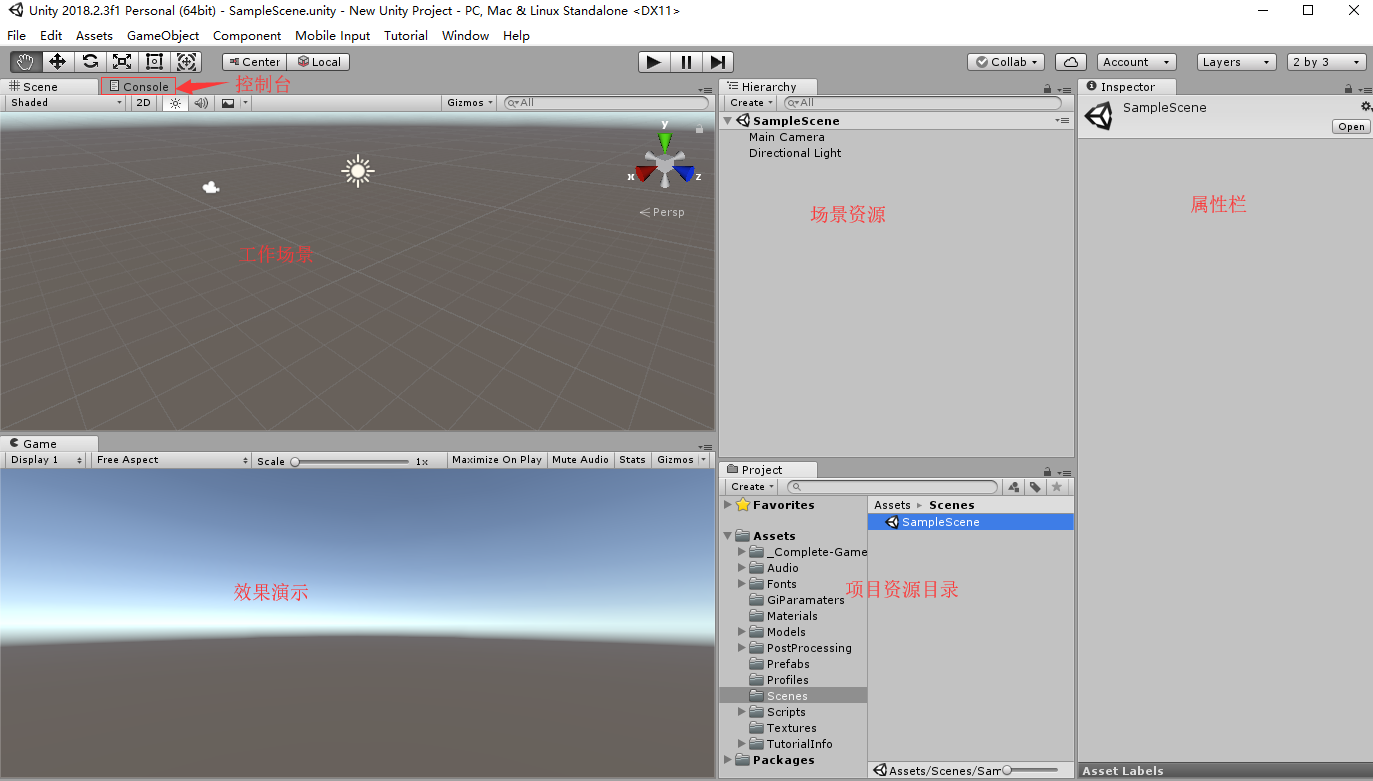 Unity 2018.2.3f1 Personal (64bit) - SampleScene.unity - New Unity Project - PC, Mac & Linux Standalone <DX11>
File Edit Assets GameObject Component Mobile Input Tutorial Window Help
Center Local Collab Account Layers 2 by 3
Scene Console 控制台
Shaded 2D Gizmos All
工作场景
y
x z
Persp
Game
Display 1 Free Aspect Scale 1x Maximize On Play Mute Audio Stats Gizmos
效果演示
Hierarchy
Create All
SampleScene
Main Camera
Directional Light
场景资源
Project
Create
Favorites
Assets
_Complete-Game
Audio
Fonts
GiParamaters
Materials
Models
PostProcessing
Prefabs
Profiles
Scenes
Scripts
Textures
TutorialInfo
Packages
Assets Scenes
SampleScene
项目资源目录
Assets/Scenes/Sam
Inspector
SampleScene
Open
属性栏
Asset Labels